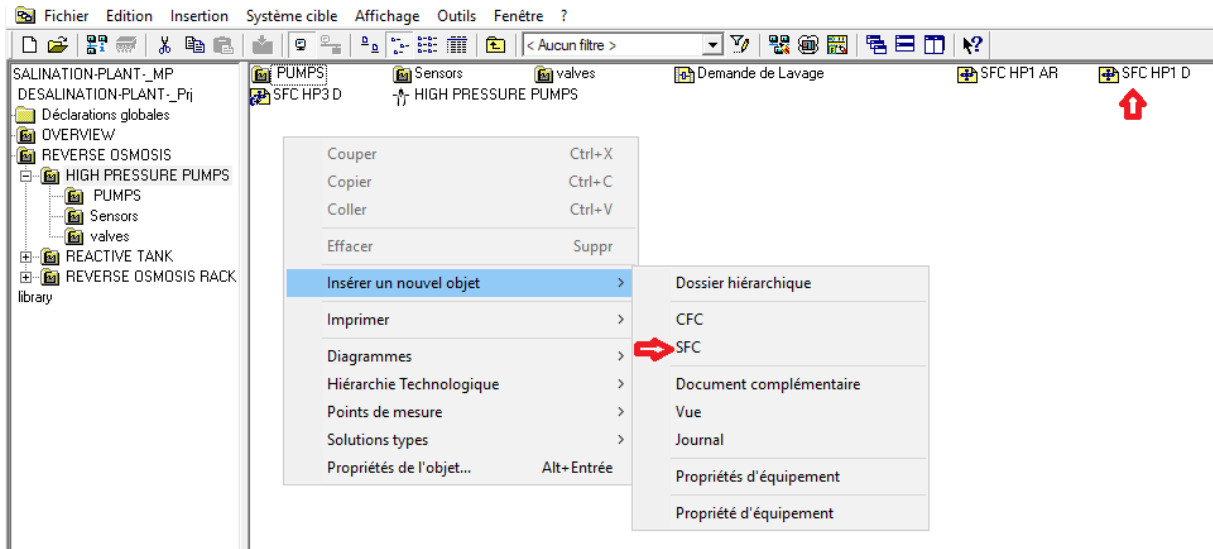 Fichier Edition Insertion Système cible Affichage Outils Fenêtre ?
< Aucun filtre >
SALINATION-PLANT-_MP
DESALINATION-PLANT-_Prj
Déclarations globales
OVERVIEW
REVERSE OSMOSIS
HIGH PRESSURE PUMPS
PUMPS
Sensors
valves
REACTIVE TANK
REVERSE OSMOSIS RACK
library
PUMPS Sensors valves Demande de Lavage SFC HP1 AR SFC HP1 D
SFC HP3 D HIGH PRESSURE PUMPS
Couper Ctrl+X
Copier Ctrl+C
Coller Ctrl+V
Effacer Suppr
Insérer un nouvel objet >
Imprimer >
Diagrammes >
Hiérarchie Technologique >
Points de mesure >
Solutions types >
Propriétés de l'objet... Alt+Entrée
Dossier hiérarchique
CFC
SFC
Document complémentaire
Vue
Journal
Propriétés d'équipement
Propriété d'équipement